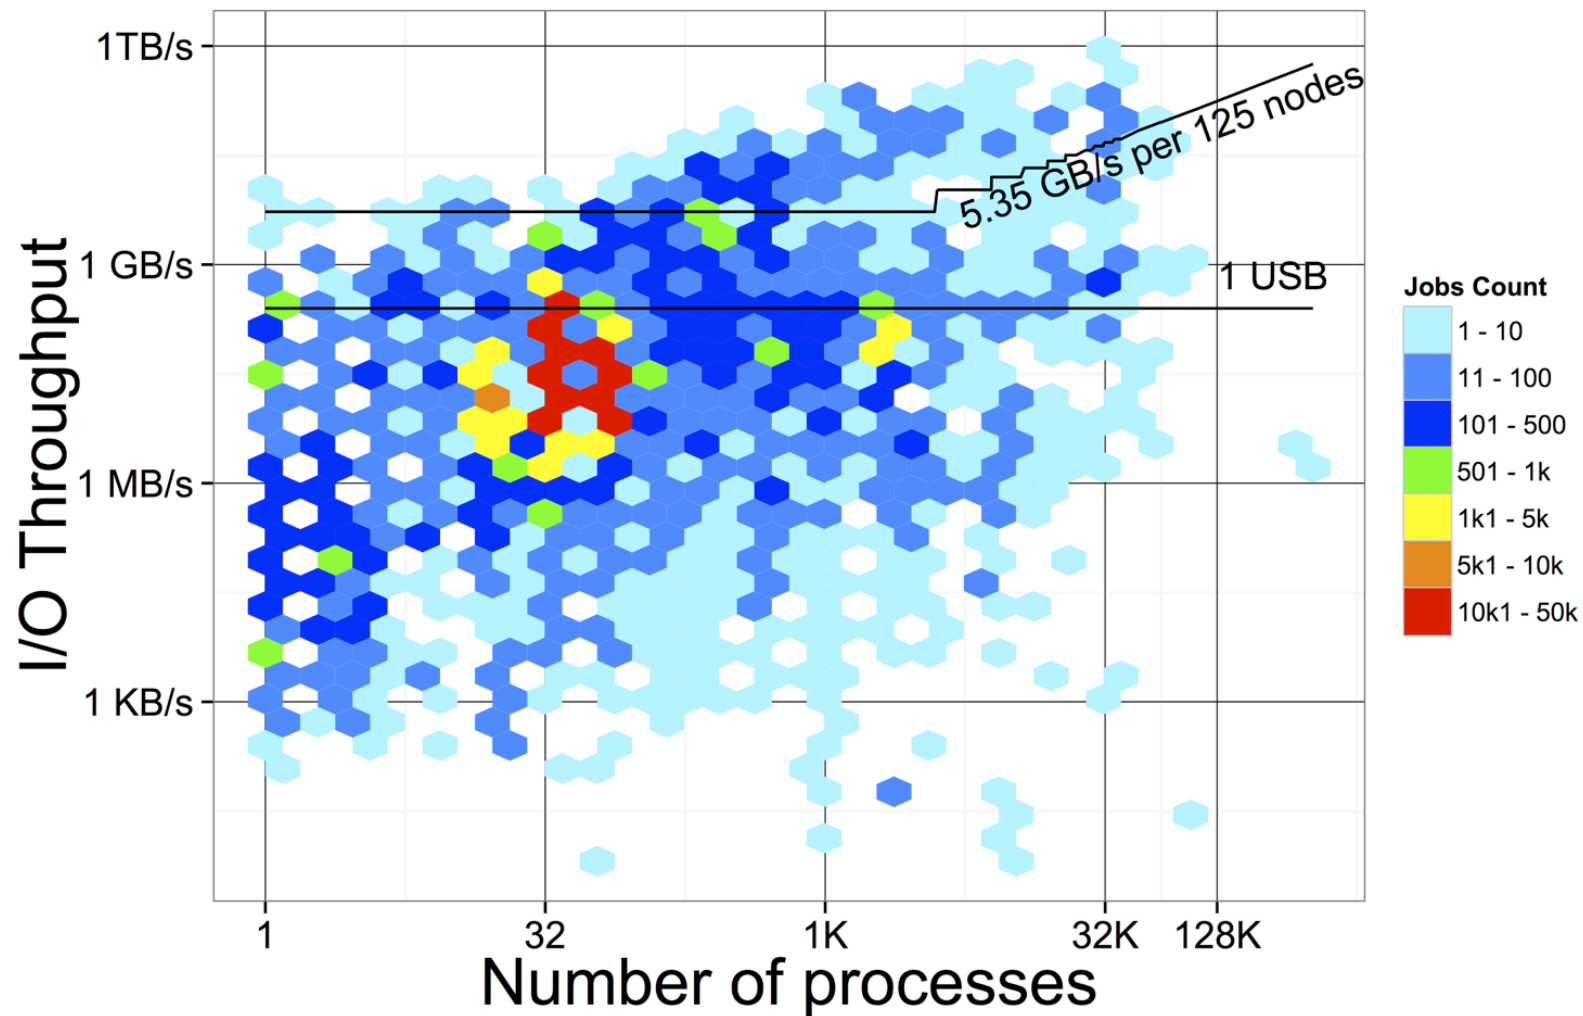 1TB/s
1 GB/s
1 MB/s
1 KB/s
I/O Throughput
5.35 GB/s per 125 nodes
1 USB
1
32
1K
32K
128K
Number of processes
Jobs Count
1 - 10
11 - 100
101 - 500
501 - 1k
1k1 - 5k
5k1 - 10k
10k1 - 50k